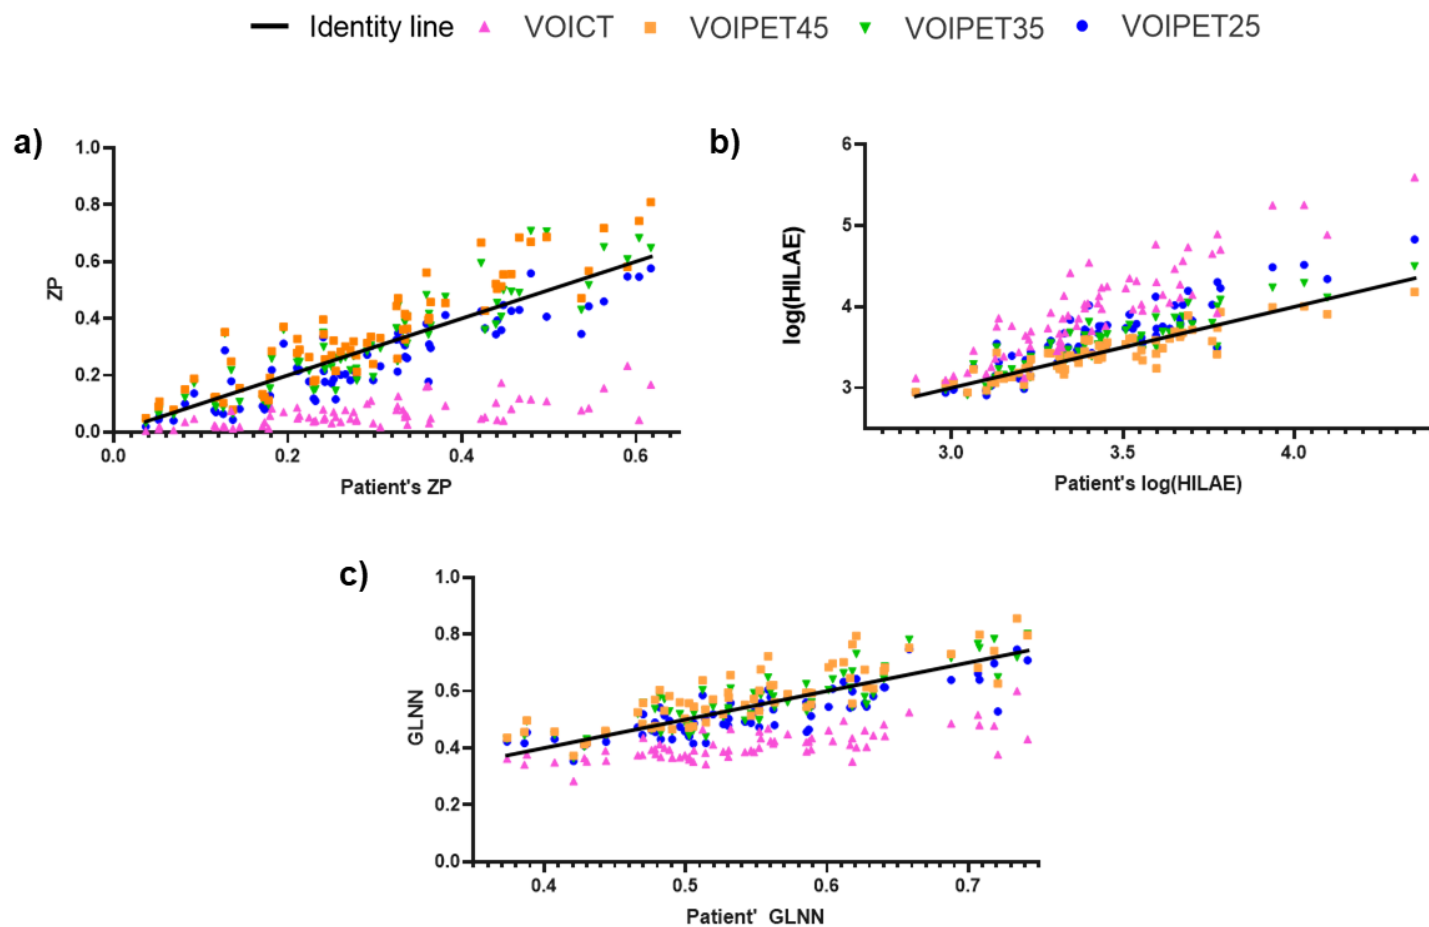 Identity line VOICT VOIPET45 VOIPET35 VOIPET25
a)
1.0
0.8
0.6
0.4
0.2
0.0
ZP
0.0 0.2 0.4 0.6
Patient's ZP
b)
6
5
4
3
log(HILAE)
3.0 3.5 4.0
Patient's log(HILAE)
c)
1.0
0.8
0.6
0.4
0.2
0.0
GLNN
0.4 0.5 0.6 0.7
Patient' GLNN